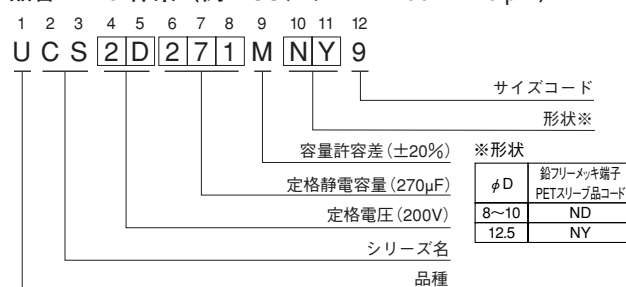 1 2 3 4 5 6 7 8 9 10 11 12
U C S 2 D 2 7 1 M N Y 9
サイズコード
形状※
容量許容差(±20%)
定格静電容量(270μF)
定格電圧(200V)
シリーズ名
品種
※形状
φD 鉛フリーメッキ端子 PETスリーブ品コード
8〜10 ND
12.5 NY